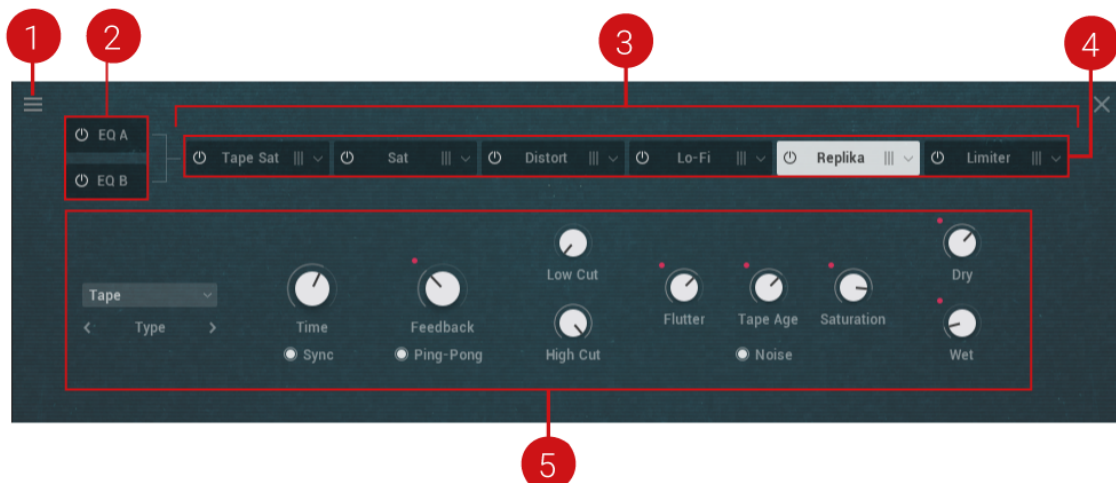 1
2
3
4
EQ A
EQ B
Tape Sat
Sat
Distort
Lo-Fi
Replika
Limiter
Tape
Type
Time
Sync
Feedback
Ping-Pong
Low Cut
High Cut
Flutter
Tape Age
Saturation
Noise
Dry
Wet
5